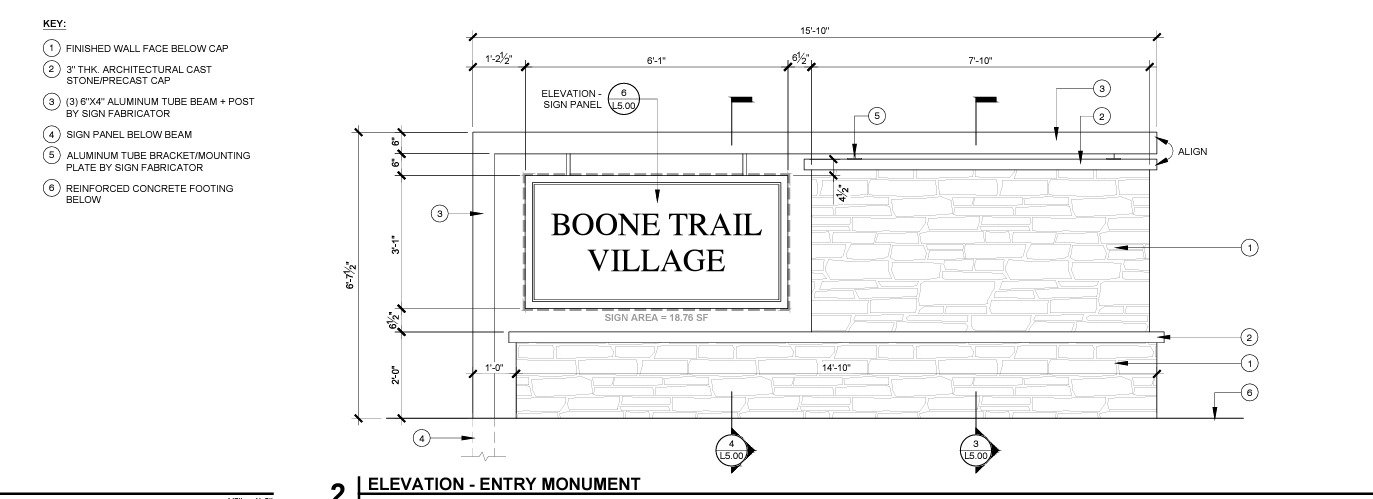 KEY:
1 FINISHED WALL FACE BELOW CAP
2 3" THK. ARCHITECTURAL CAST
STONE/PRECAST CAP
3 (3) 6"X4" ALUMINUM TUBE BEAM + POST
BY SIGN FABRICATOR
4 SIGN PANEL BELOW BEAM
5 ALUMINUM TUBE BRACKET/MOUNTING
PLATE BY SIGN FABRICATOR
6 REINFORCED CONCRETE FOOTING
BELOW
15'-10"
1'-2½" 6'-1" 6½" 7'-10"
ELEVATION -
SIGN PANEL
6
L5.00
3
5
2
ALIGN
6"
6"
4½"
3
BOONE TRAIL
VILLAGE
3'-1"
1
6'-7½"
SIGN AREA = 18.76 SF
6½"
2
1'-0" 14'-10"
1
2'-0"
6
4
4
L5.00
3
L5.00
2 ELEVATION - ENTRY MONUMENT